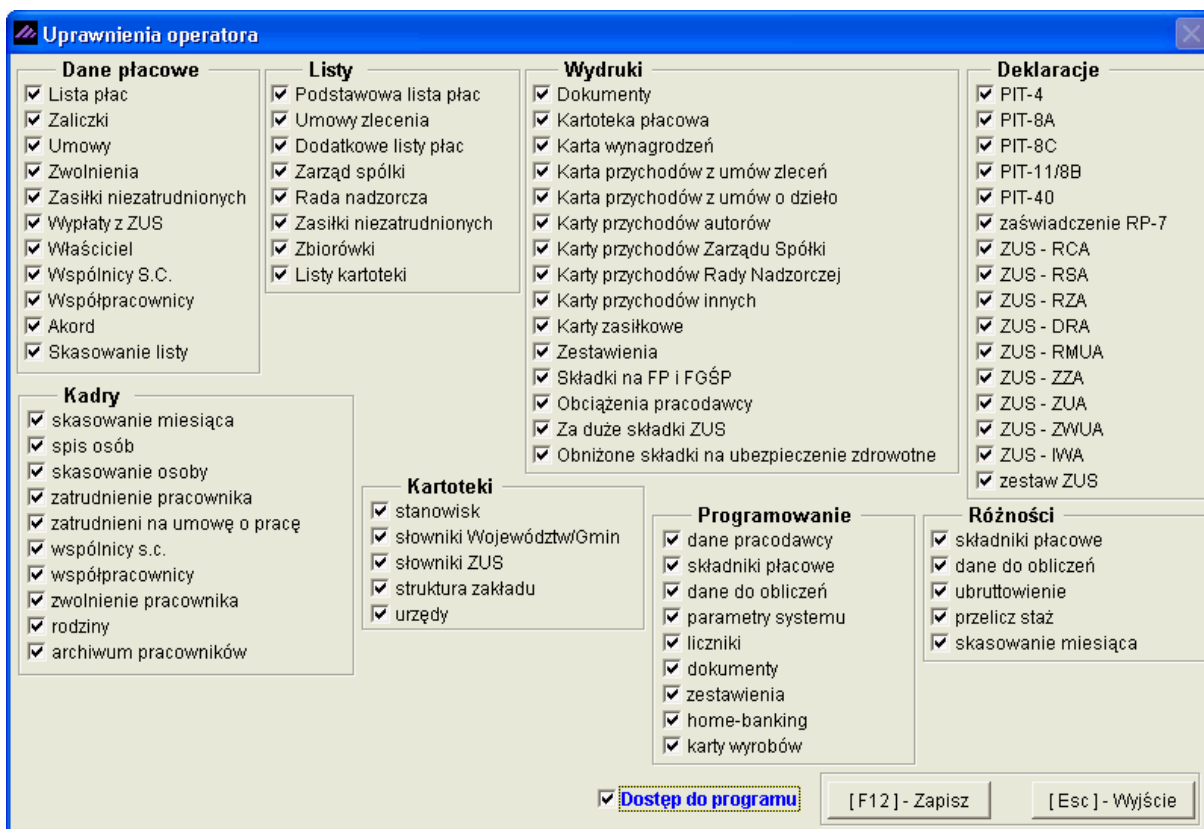 Uprawnienia operatora
Dane płacowe
Lista płac
Zaliczki
Umowy
Zwolnienia
Zasiłki niezatrudnionych
Wypłaty z ZUS
Właściciel
Wspólnicy S.C.
Współpracownicy
Akord
Skasowanie listy
Listy
Podstawowa lista płac
Umowy zlecenia
Dodatkowe listy płac
Zarząd spólki
Rada nadzorcza
Zasiłki niezatrudnionych
Zbiorówki
Listy kartoteki
Wydruki
Dokumenty
Kartoteka płacowa
Karta wynagrodzeń
Karta przychodów z umów zleceń
Karta przychodów z umów o dzieło
Karty przychodów autorów
Karty przychodów Zarządu Spółki
Karty przychodów Rady Nadzorczej
Karty przychodów innych
Karty zasiłkowe
Zestawienia
Składki na FP i FGŚP
Obciążenia pracodawcy
Za duże składki ZUS
Obniżone składki na ubezpieczenie zdrowotne
Deklaracje
PIT-4
PIT-8A
PIT-8C
PIT-11/8B
PIT-40
zaświadczenie RP-7
ZUS - RCA
ZUS - RSA
ZUS - RZA
ZUS - DRA
ZUS - RMUA
ZUS - ZZA
ZUS - ZUA
ZUS - ZWUA
ZUS - IWA
zestaw ZUS
Kadry
skasowanie miesiąca
spis osób
skasowanie osoby
zatrudnienie pracownika
zatrudnieni na umowę o pracę
wspólnicy s.c.
współpracownicy
zwolnienie pracownika
rodziny
archiwum pracowników
Kartoteki
stanowisk
słowniki Województw/Gmin
słowniki ZUS
struktura zakładu
urzędy
Programowanie
dane pracodawcy
składniki płacowe
dane do obliczeń
parametry systemu
liczniki
dokumenty
zestawienia
home-banking
karty wyrobów
Różności
składniki płacowe
dane do obliczeń
ubruttowienie
przelicz staż
skasowanie miesiąca
Dostęp do programu
[ F12 ] - Zapisz
[ Esc ] - Wyjście